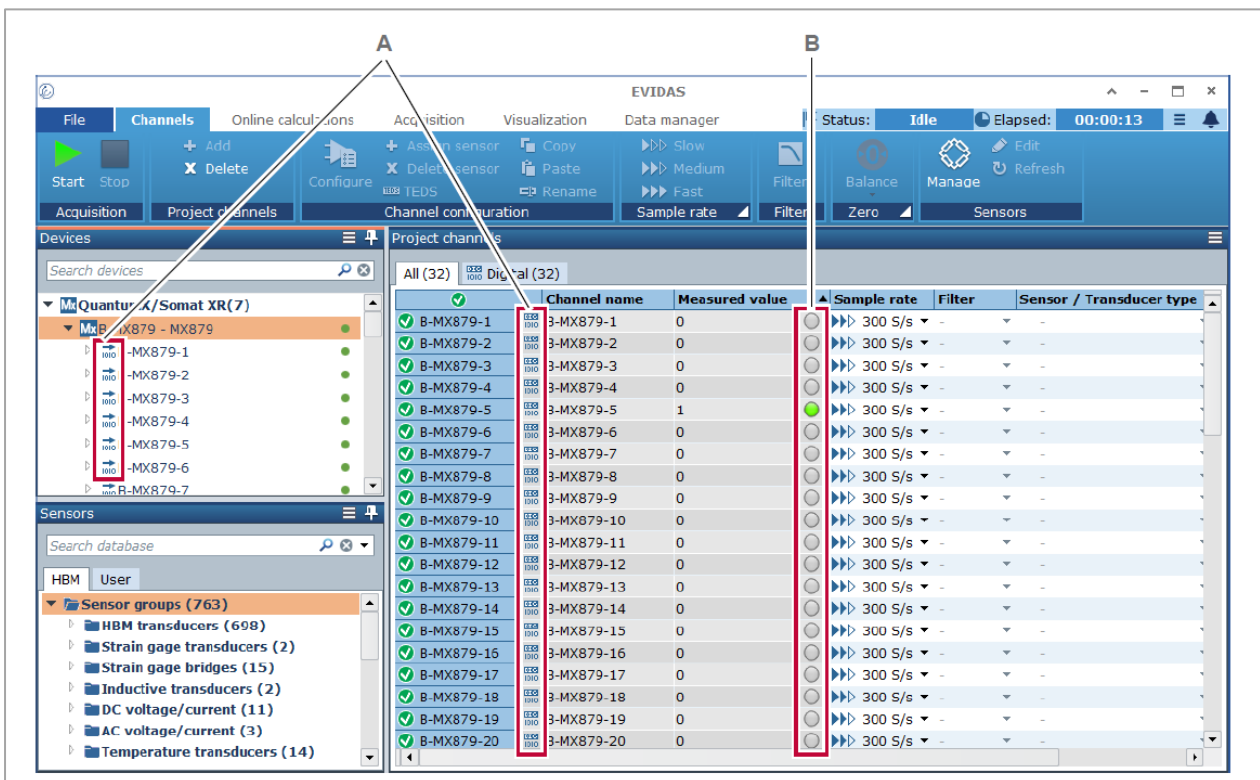 A B
EVIDAS
File Channels Online calculations Acquisition Visualization Data manager Status: Idle Elapsed: 00:00:13
Add Assign sensor Copy Slow Edit
Delete Delete sensor Paste Medium Refresh
Start Stop Configure TEDS Rename Fast Filter Balance Manage
Acquisition Project channels Channel configuration Sample rate Filter Zero Sensors
Devices
Search devices
Mx QuantumX/Somat XR(7)
Mx B-MX879 - MX879
-MX879-1
-MX879-2
-MX879-3
-MX879-4
-MX879-5
-MX879-6
B-MX879-7
Sensors
Search database
HBM User
Sensor groups (763)
HBM transducers (698)
Strain gage transducers (2)
Strain gage bridges (15)
Inductive transducers (2)
DC voltage/current (11)
AC voltage/current (3)
Temperature transducers (14)
Project channels
All (32) Digital (32)
Channel name Measured value Sample rate Filter Sensor / Transducer type
B-MX879-1 B-MX879-1 0 300 S/s - -
B-MX879-2 B-MX879-2 0 300 S/s - -
B-MX879-3 B-MX879-3 0 300 S/s - -
B-MX879-4 B-MX879-4 0 300 S/s - -
B-MX879-5 B-MX879-5 1 300 S/s - -
B-MX879-6 B-MX879-6 0 300 S/s - -
B-MX879-7 B-MX879-7 0 300 S/s - -
B-MX879-8 B-MX879-8 0 300 S/s - -
B-MX879-9 B-MX879-9 0 300 S/s - -
B-MX879-10 B-MX879-10 0 300 S/s - -
B-MX879-11 B-MX879-11 0 300 S/s - -
B-MX879-12 B-MX879-12 0 300 S/s - -
B-MX879-13 B-MX879-13 0 300 S/s - -
B-MX879-14 B-MX879-14 0 300 S/s - -
B-MX879-15 B-MX879-15 0 300 S/s - -
B-MX879-16 B-MX879-16 0 300 S/s - -
B-MX879-17 B-MX879-17 0 300 S/s - -
B-MX879-18 B-MX879-18 0 300 S/s - -
B-MX879-19 B-MX879-19 0 300 S/s - -
B-MX879-20 B-MX879-20 0 300 S/s - -